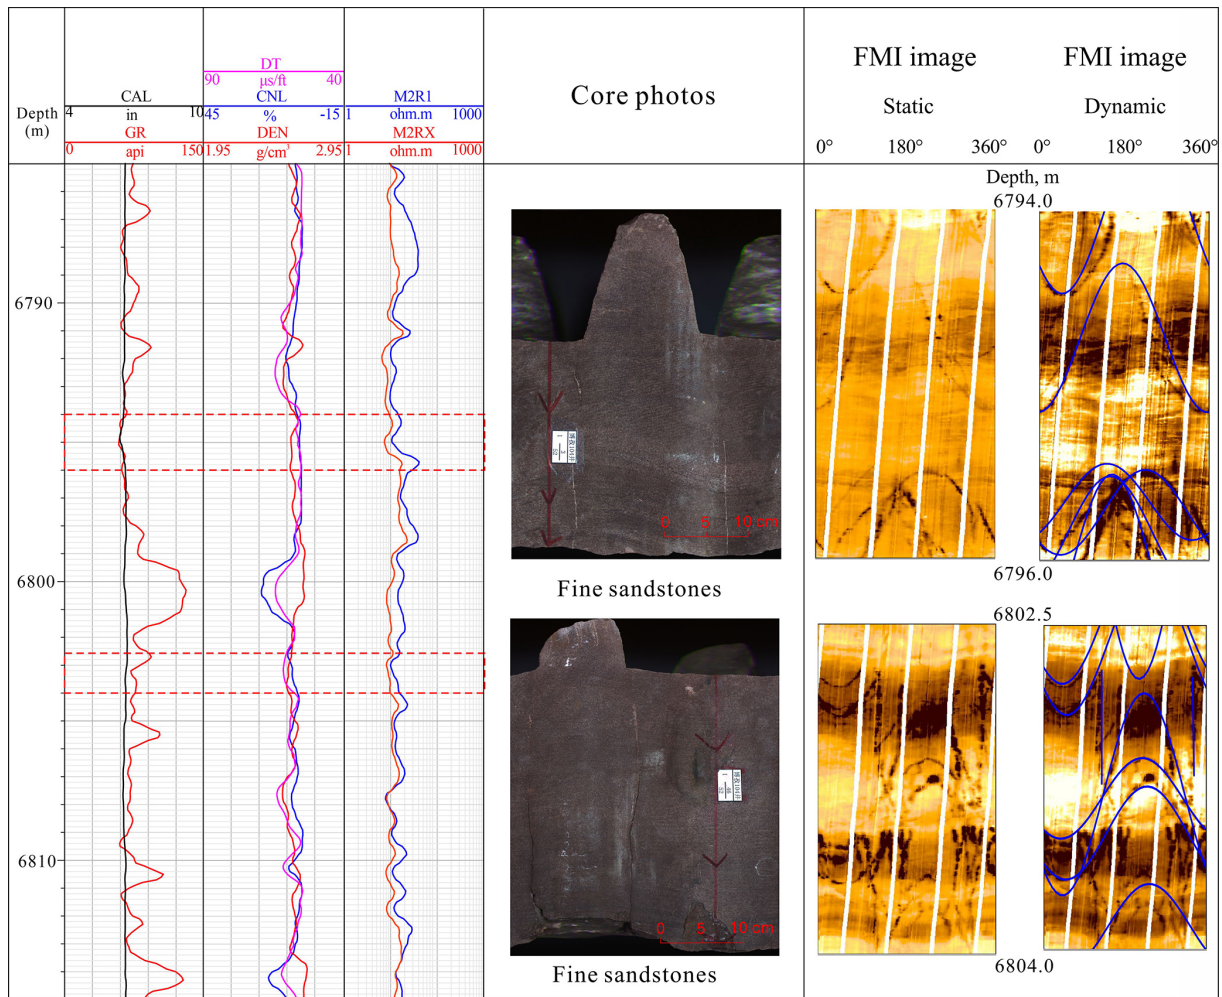 Depth
(m)
CAL
4 in 10
GR
0 api 150
DT
90 μs/ft 40
CNL
45 % -15
DEN
1.95 g/cm³ 2.95
M2R1
1 ohm.m 1000
M2RX
1 ohm.m 1000
Core photos
FMI image
Static
0° 180° 360°
FMI image
Dynamic
0° 180° 360°
Depth, m
6794.0
6790
0 5 10 cm
6796.0
Fine sandstones
6800
6802.5
0 5 10 cm
6810
6804.0
Fine sandstones